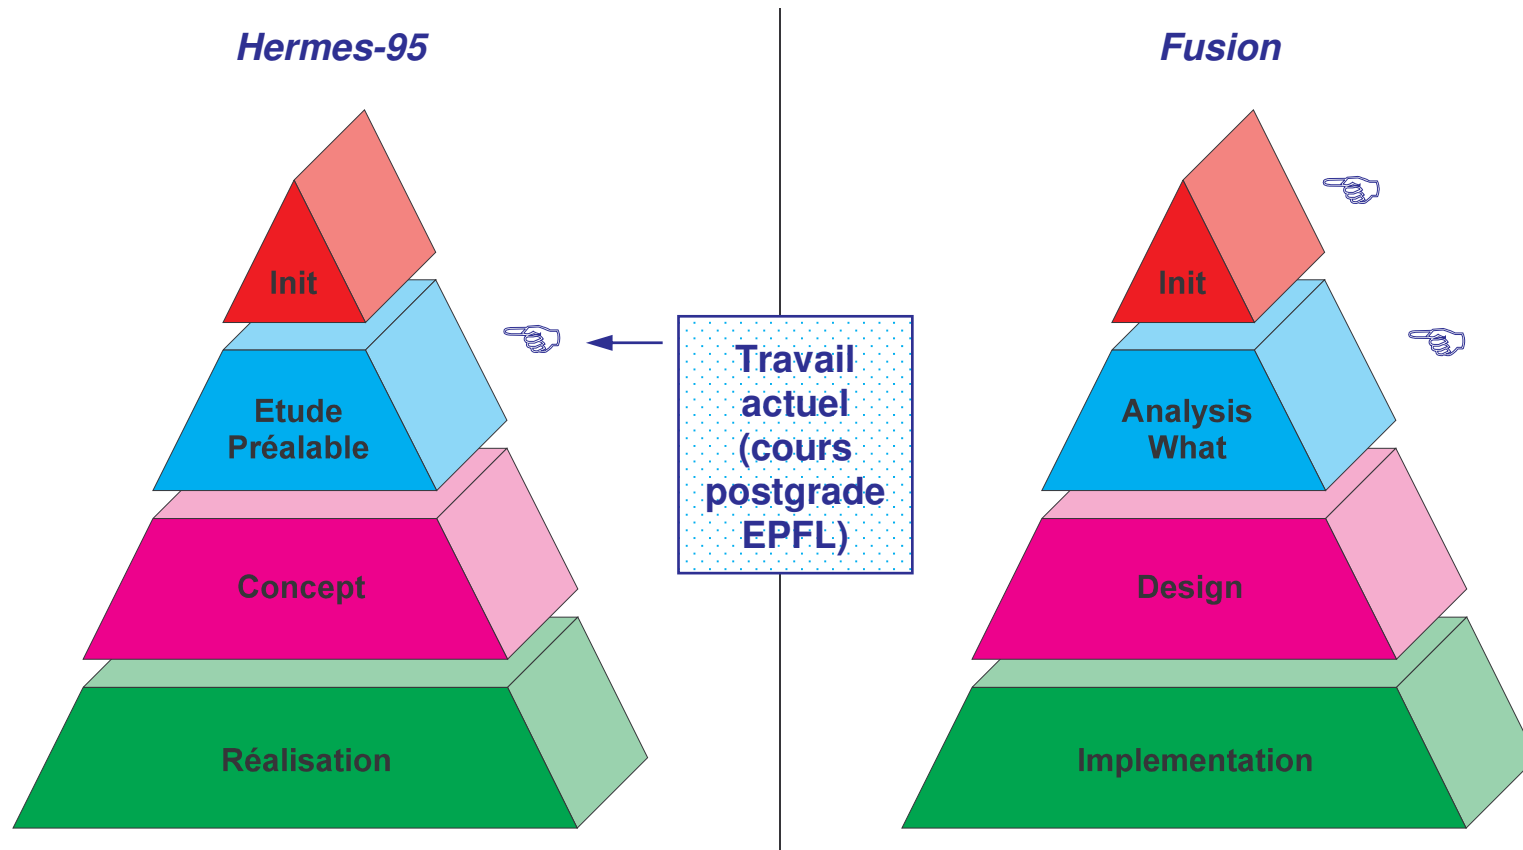 Hermes-95
Init
Etude
Préalable
Concept
Réalisation
Travail
actuel
(cours
postgrade
EPFL)
Fusion
Init
Analysis
What
Design
Implementation